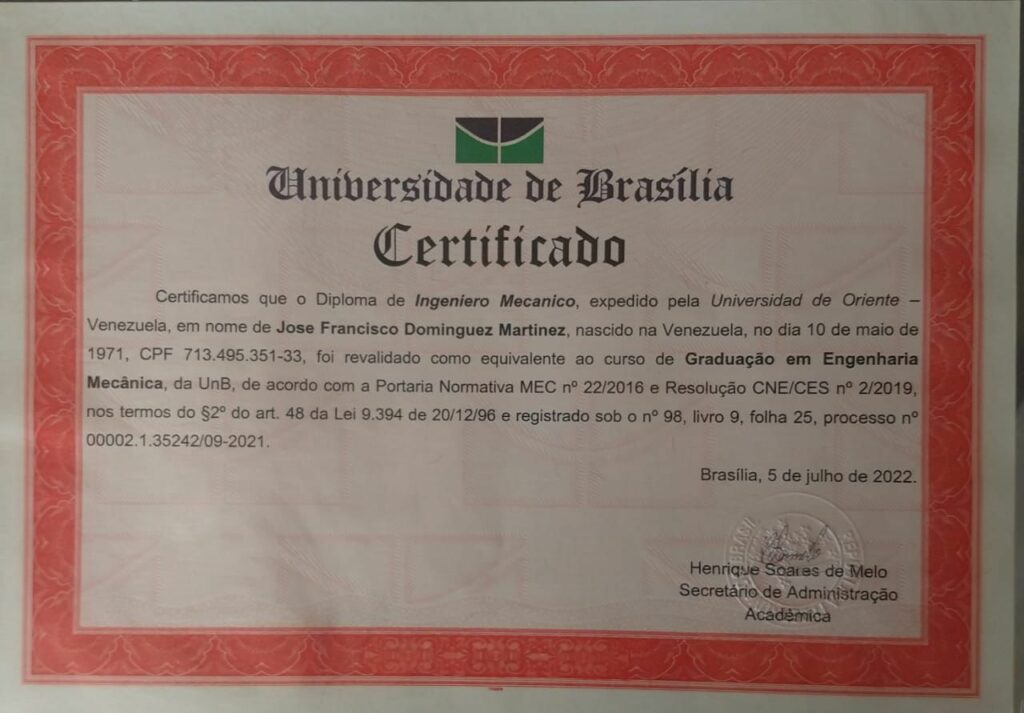 Universidade de Brasília
Certificado
Certificamos que o Diploma de Ingeniero Mecanico, expedido pela Universidad de Oriente –
Venezuela, em nome de Jose Francisco Dominguez Martinez, nascido na Venezuela, no dia 10 de maio de
1971, CPF 713.495.351-33, foi revalidado como equivalente ao curso de Graduação em Engenharia
Mecânica, da UnB, de acordo com a Portaria Normativa MEC nº 22/2016 e Resolução CNE/CES nº 2/2019,
nos termos do §2º do art. 48 da Lei 9.394 de 20/12/96 e registrado sob o nº 98, livro 9, folha 25, processo nº
00002.1.35242/09-2021.
Brasília, 5 de julho de 2022.
BRASIL
Henrique Soares de Melo
Secretário de Administração
Acadêmica